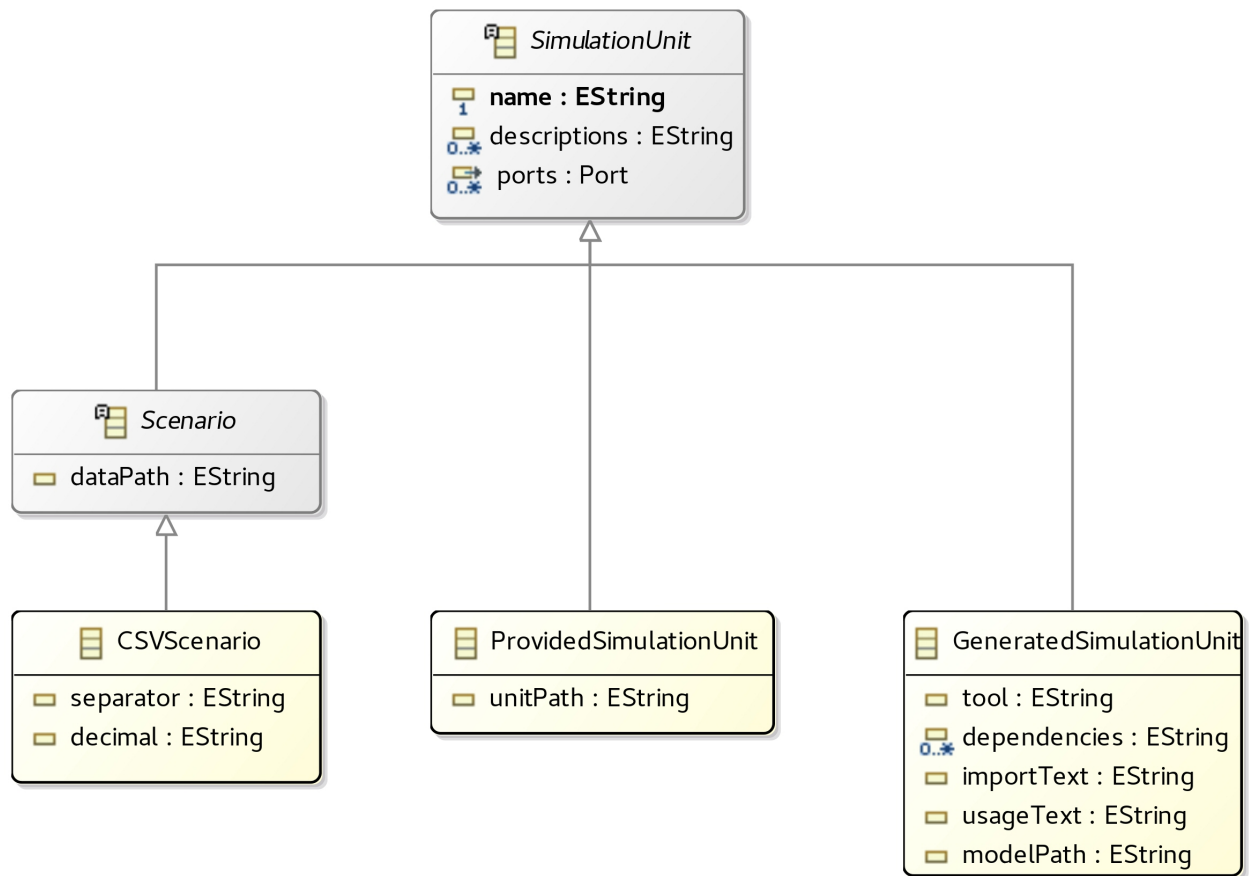 SimulationUnit
name : EString
1
descriptions : EString
0..*
ports : Port
0..*
Scenario
dataPath : EString
CSVScenario
separator : EString
decimal : EString
ProvidedSimulationUnit
unitPath : EString
GeneratedSimulationUnit
tool : EString
dependencies : EString
0..*
importText : EString
usageText : EString
modelPath : EString